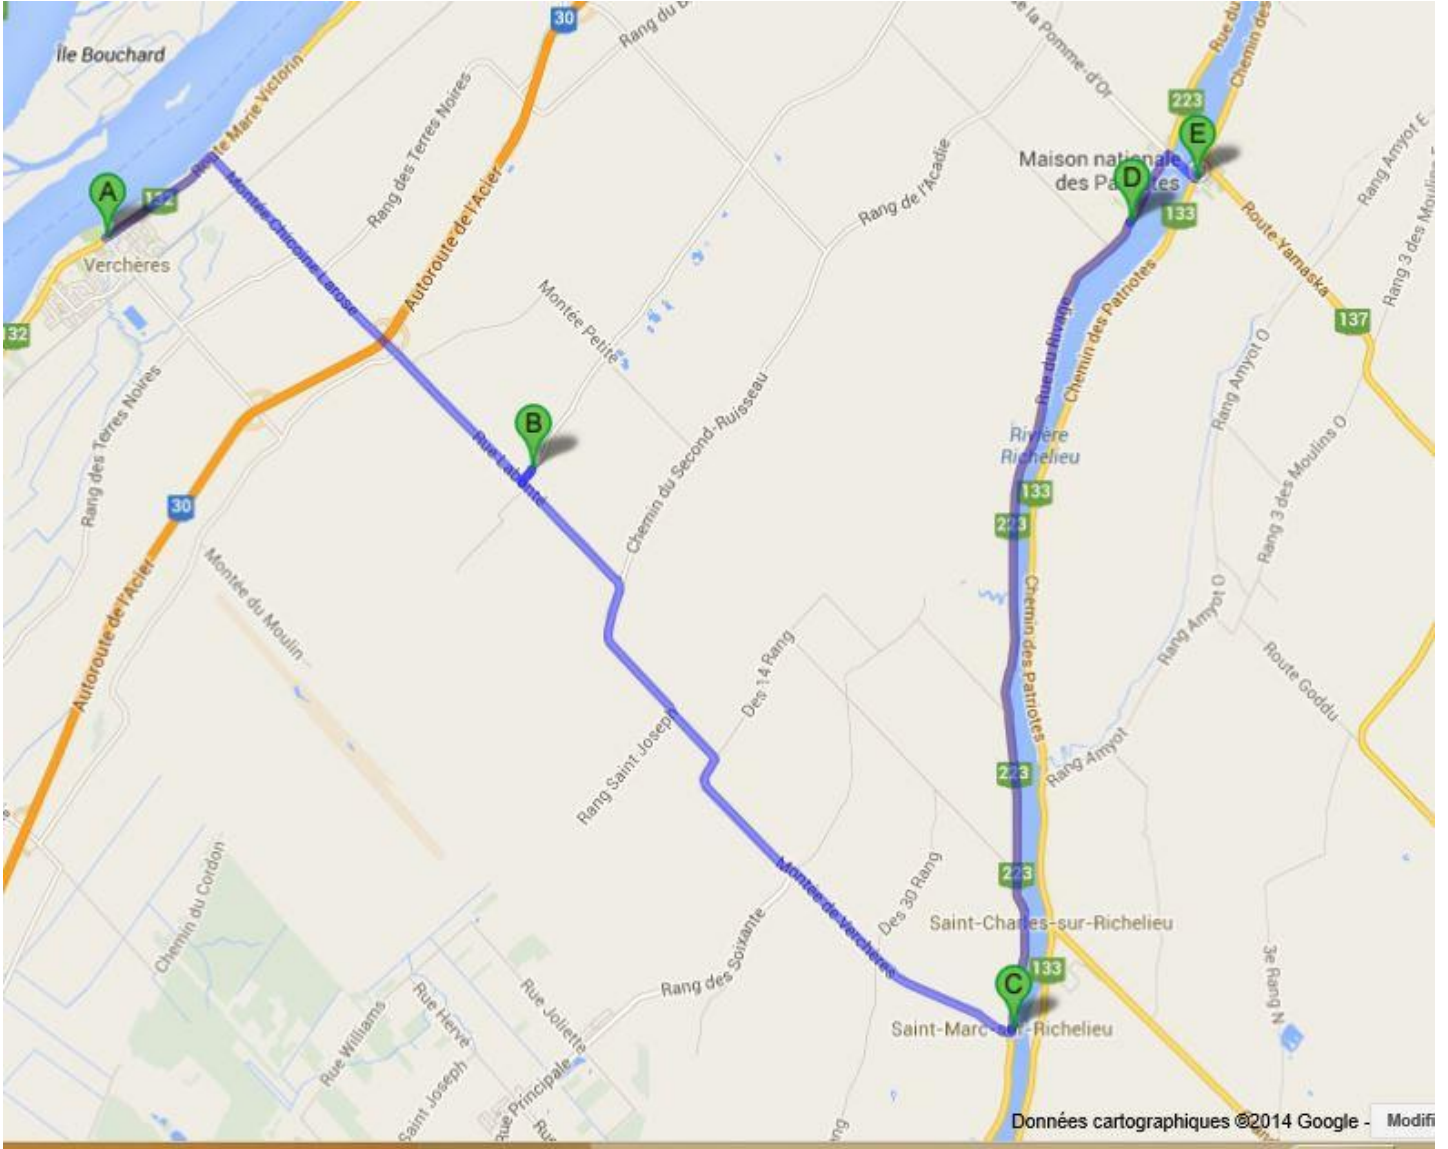 30
Rang du B
e la Pomme-d'Or
Rue du
Chemin des
Île Bouchard
Route Marie Victorin
Rang des Terres Noires
223
E
Rang Amyot E
Maison nationale
des Pa
tes
D
A
132
Montée Chicoine Larose
Autoroute de l'Acier
Rang de l'Acadie
133
Route Yamaska
Rang 3 des Moulins E
Verchères
132
Montée Petite
137
Chemin des Patriotes
Rue du Rivage
Rang Amyot O
Rang des Terres Noires
Chemin du Second-Ruisseau
B
Rue Labonté
Rivière
Richelieu
Rang 3 des Moulins O
30
133
223
Montée du Moulin
Autoroute de l'Acier
Chemin des Patriotes
Rang Amyot O
Route Goddu
Des 14 Rang
Rang Saint Joseph
223
Rang Amyot
Chemin du Cordon
Montée de Verchères
Des 30 Rang
223
Saint-Charles-sur-Richelieu
Rang des Soixante
133
3e Rang N
C
Rue Joliette
Rue Hervé
Rue Williams
Saint-Marc-sur-Richelieu
Saint Joseph
Rue Principale
Rue
ang
Données cartographiques ©2014 Google -
Modifi